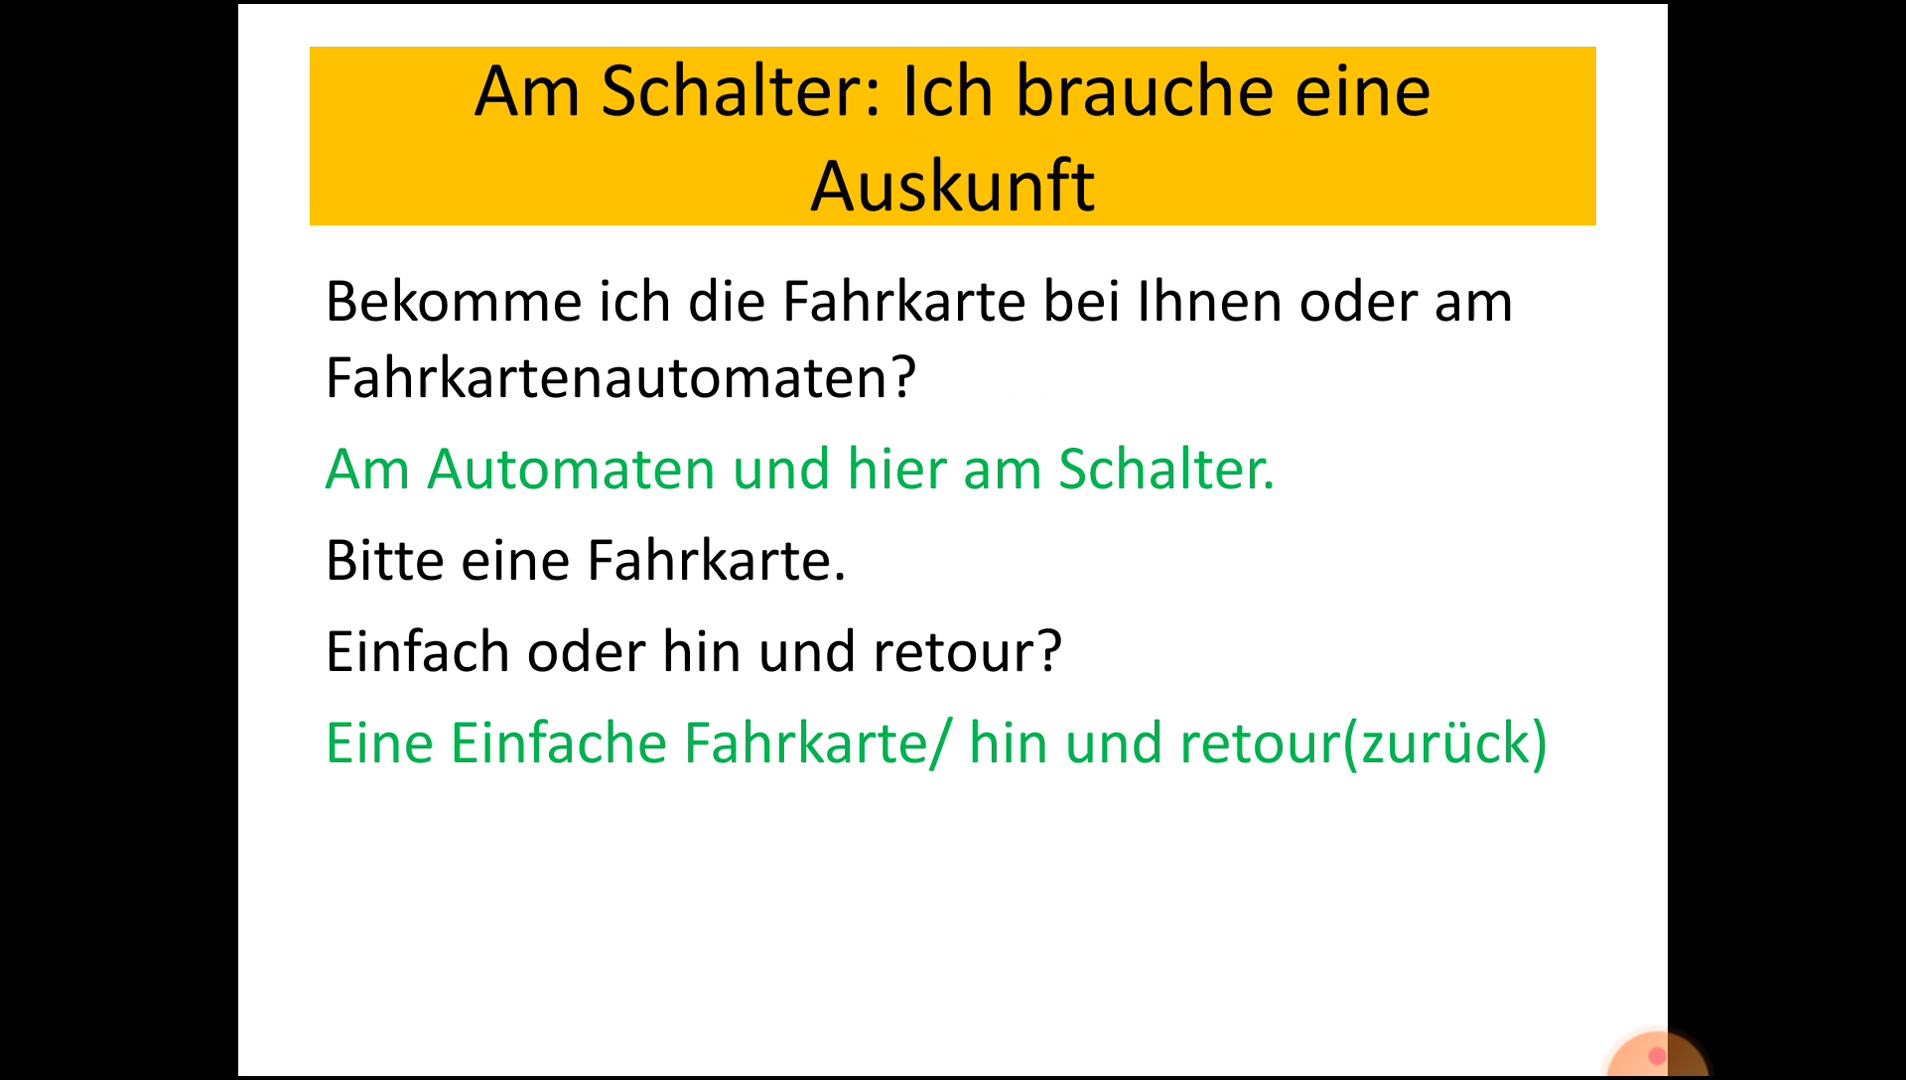 Am Schalter: Ich brauche eine
Auskunft
Bekomme ich die Fahrkarte bei Ihnen oder am
Fahrkartenautomaten?
Am Automaten und hier am Schalter.
Bitte eine Fahrkarte.
Einfach oder hin und retour?
Eine Einfache Fahrkarte/ hin und retour(zurück)